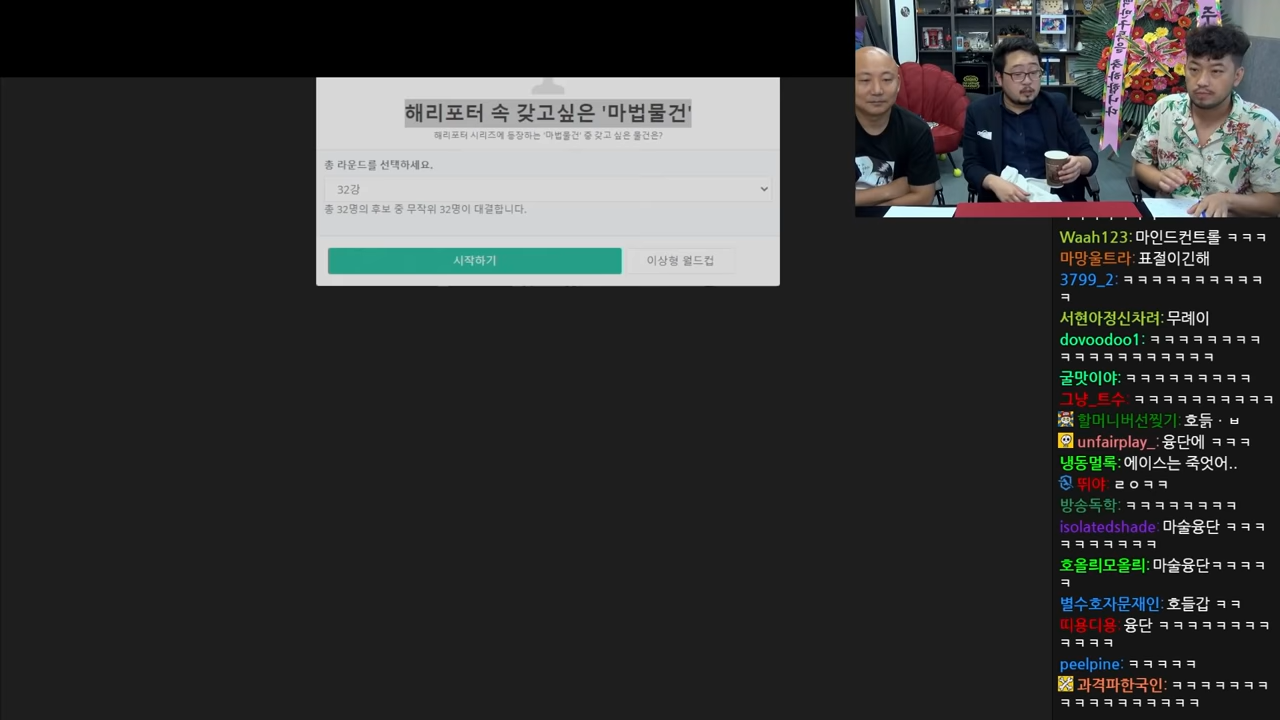 해리포터 속 갖고싶은 '마법물건'
해리포터 시리즈에 등장하는 '마법물건' 중 갖고 싶은 물건은?
총 라운드를 선택하세요.
32강
총 32명의 후보 중 무작위 32명이 대결합니다.
시작하기
이상형 월드컵
Waah123: 마인드컨트롤 ㅋㅋㅋ
마망울트라: 표절이긴해
3799_2: ㅋㅋㅋㅋㅋㅋㅋㅋㅋㅋ
ㅋ
서현아정신차려: 무례이
dovoodoo1: ㅋㅋㅋㅋㅋㅋㅋㅋ
ㅋㅋㅋㅋㅋㅋㅋㅋㅋㅋㅋ
굴맛이야: ㅋㅋㅋㅋㅋㅋㅋㅋㅋ
그냥_트수: ㅋㅋㅋㅋㅋㅋㅋㅋㅋㅋ
할머니버선찢기: 호듥ㆍㅂ
unfairplay_: 융단에 ㅋㅋㅋ
냉동멀록: 에이스는 죽엇어..
뛰야: ㄹㅇㅋㅋ
방송독학: ㅋㅋㅋㅋㅋㅋㅋㅋ
isolatedshade: 마술융단 ㅋㅋㅋ
ㅋㅋㅋㅋㅋㅋㅋ
호올리모올리: 마술융단ㅋㅋㅋㅋ
ㅋ
별수호자문재인: 호들갑 ㅋㅋ
띠용디용: 융단 ㅋㅋㅋㅋㅋㅋㅋㅋ
ㅋㅋㅋㅋ
peelpine: ㅋㅋㅋㅋㅋ
과격파한국인: ㅋㅋㅋㅋㅋㅋㅋ
ㅋㅋㅋㅋㅋㅋㅋㅋㅋㅋ